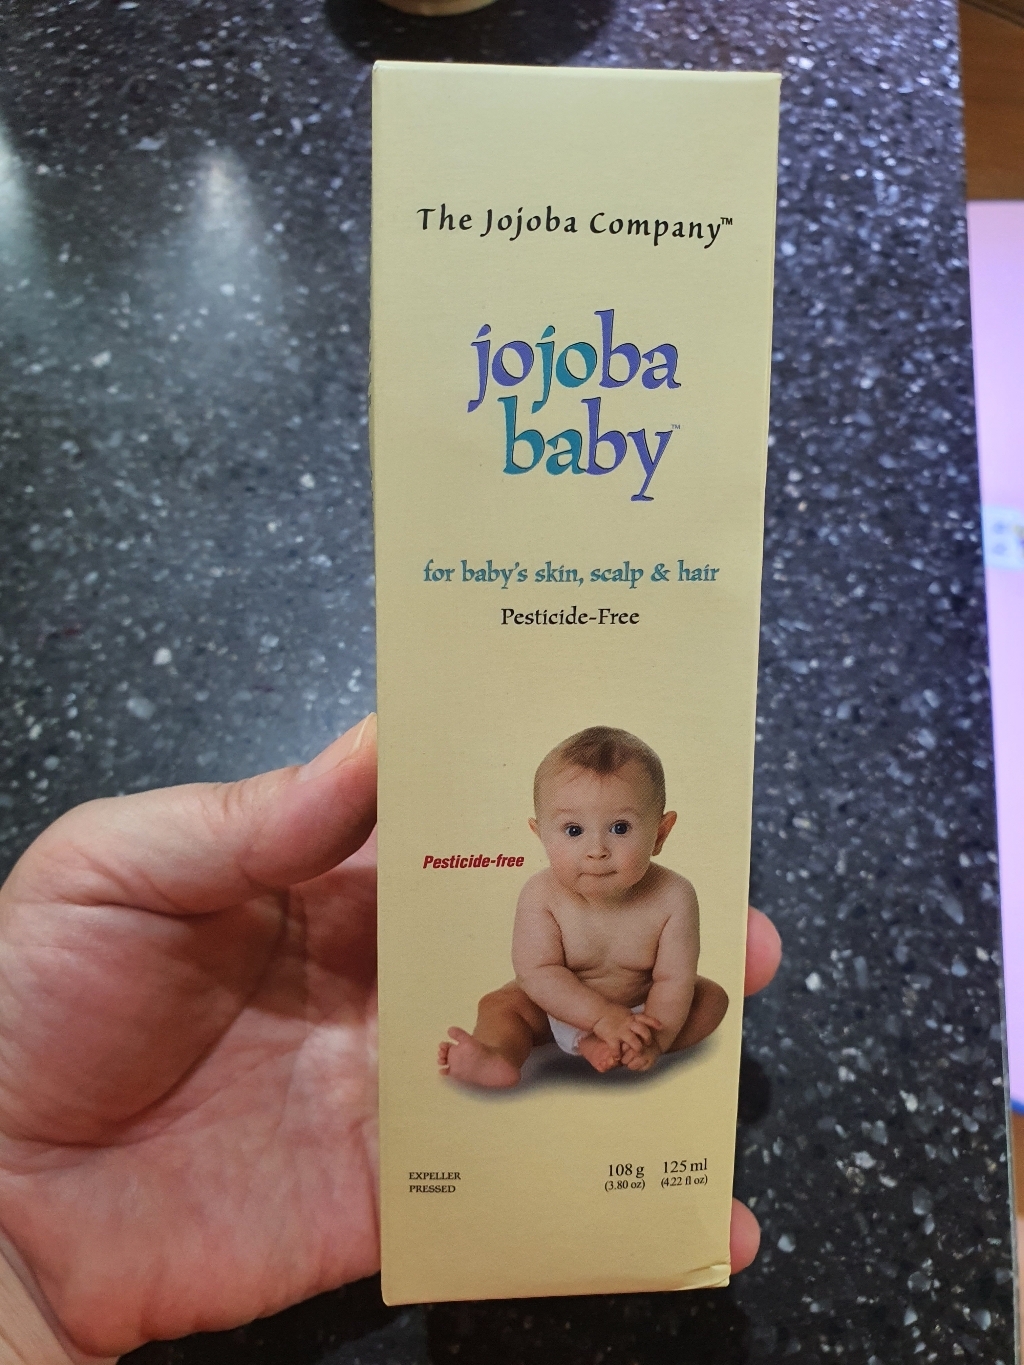 The Jojoba Company™
jojoba
baby™
for baby's skin, scalp & hair
Pesticide-Free
Pesticide-free
EXPELLER
PRESSED
108 g 125 ml
(3.80 oz) (4.22 fl oz)